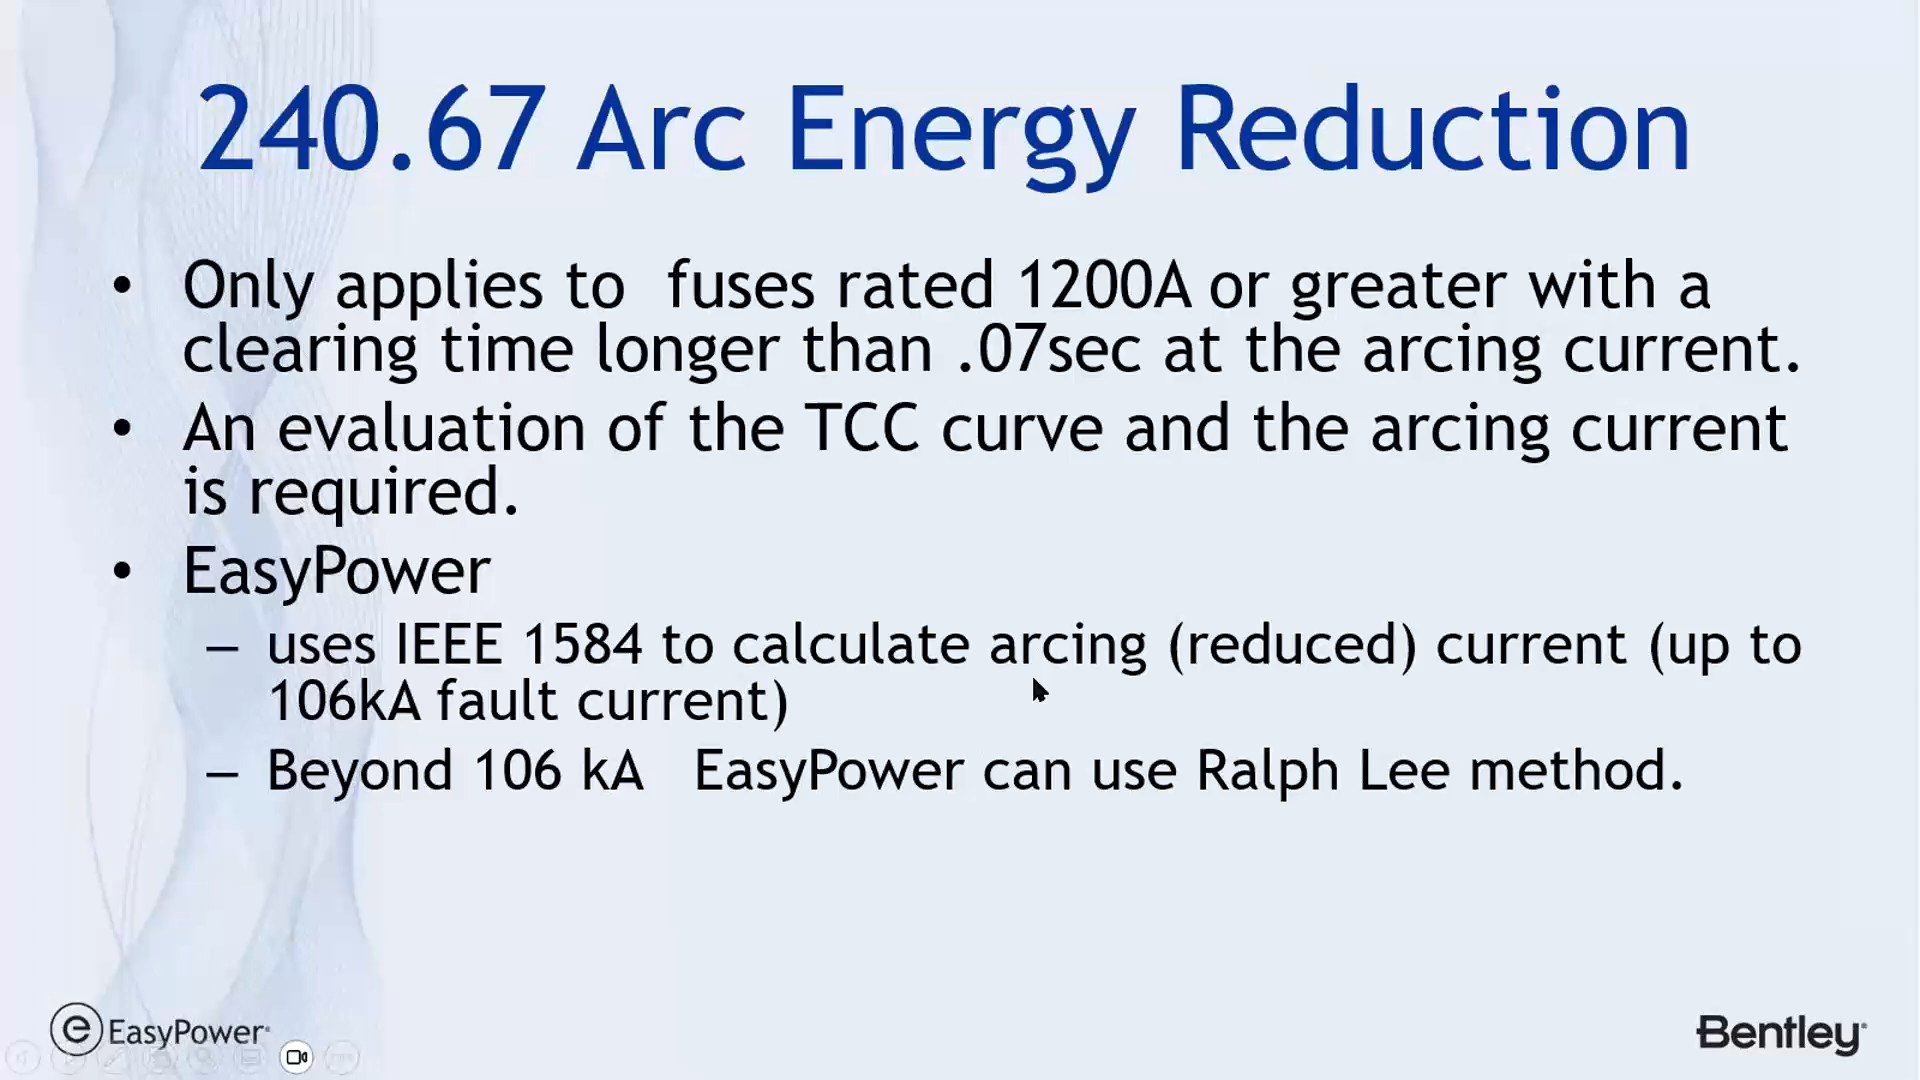 240.67 Arc Energy Reduction
• Only applies to  fuses rated 1200A or greater with a
clearing time longer than .07sec at the arcing current.
• An evaluation of the TCC curve and the arcing current
is required.
• EasyPower
– uses IEEE 1584 to calculate arcing (reduced) current (up to
106kA fault current)
– Beyond 106 kA   EasyPower can use Ralph Lee method.
e EasyPower
Bentley